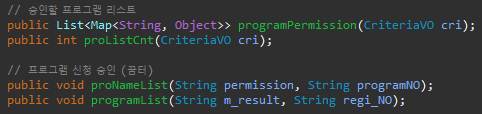 // 승인할 프로그램 리스트
public List<Map<String, Object>> programPermission(CriteriaVO cri);
public int proListCnt(CriteriaVO cri);
// 프로그램 신청 승인 (꿈터)
public void proNameList(String permission, String programNO);
public void programList(String m_result, String regi_NO);